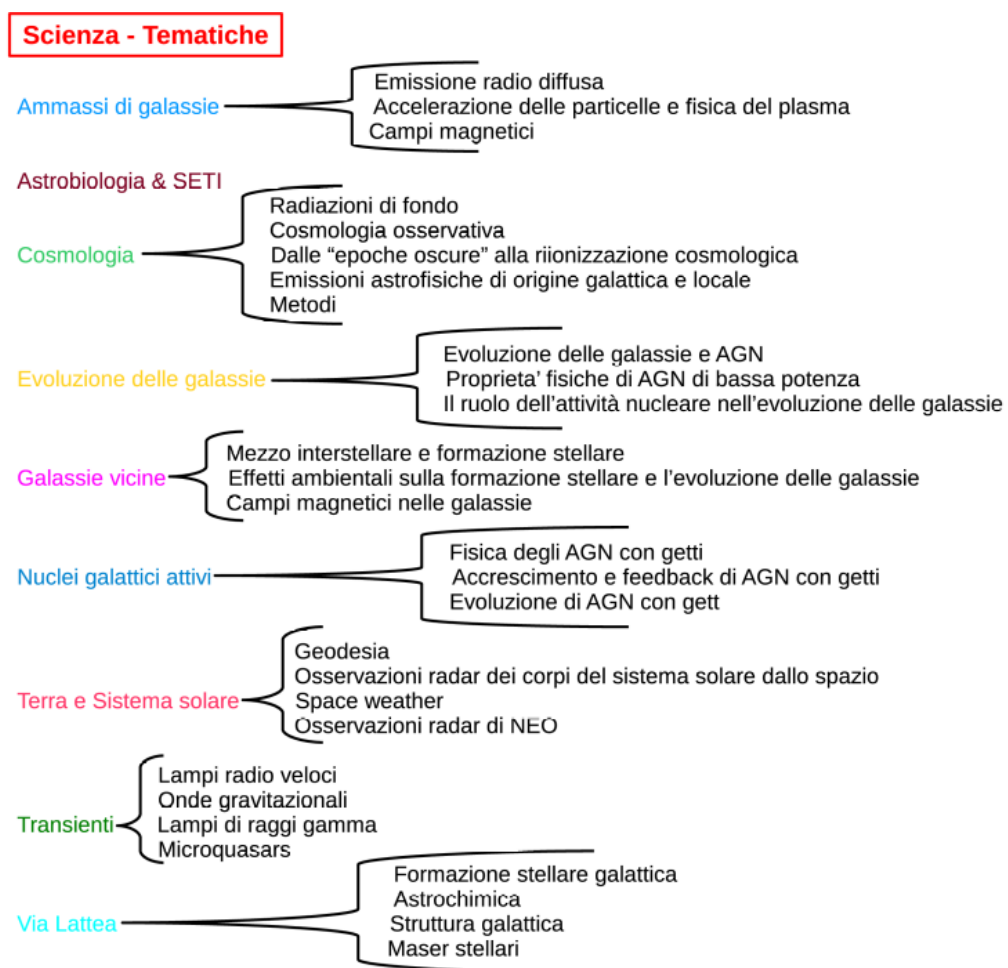 Scienza - Tematiche
Ammassi di galassie
Emissione radio diffusa
Accelerazione delle particelle e fisica del plasma
Campi magnetici
Astrobiologia & SETI
Cosmologia
Radiazioni di fondo
Cosmologia osservativa
Dalle “epoche oscure” alla riionizzazione cosmologica
Emissioni astrofisiche di origine galattica e locale
Metodi
Evoluzione delle galassie
Evoluzione delle galassie e AGN
Proprieta’ fisiche di AGN di bassa potenza
Il ruolo dell’attività nucleare nell’evoluzione delle galassie
Galassie vicine
Mezzo interstellare e formazione stellare
Effetti ambientali sulla formazione stellare e l’evoluzione delle galassie
Campi magnetici nelle galassie
Nuclei galattici attivi
Fisica degli AGN con getti
Accrescimento e feedback di AGN con getti
Evoluzione di AGN con gett
Terra e Sistema solare
Geodesia
Osservazioni radar dei corpi del sistema solare dallo spazio
Space weather
Osservazioni radar di NEO
Transienti
Lampi radio veloci
Onde gravitazionali
Lampi di raggi gamma
Microquasars
Via Lattea
Formazione stellare galattica
Astrochimica
Struttura galattica
Maser stellari